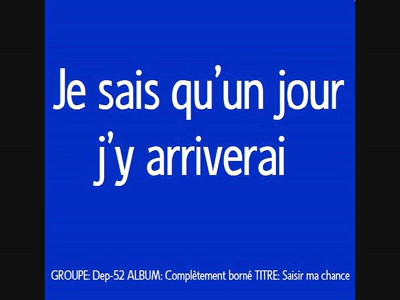 Je sais qu'un jour
j'y arriverai
GROUPE: Dep-52 ALBUM: Complètement borné TITRE: Saisir ma chance